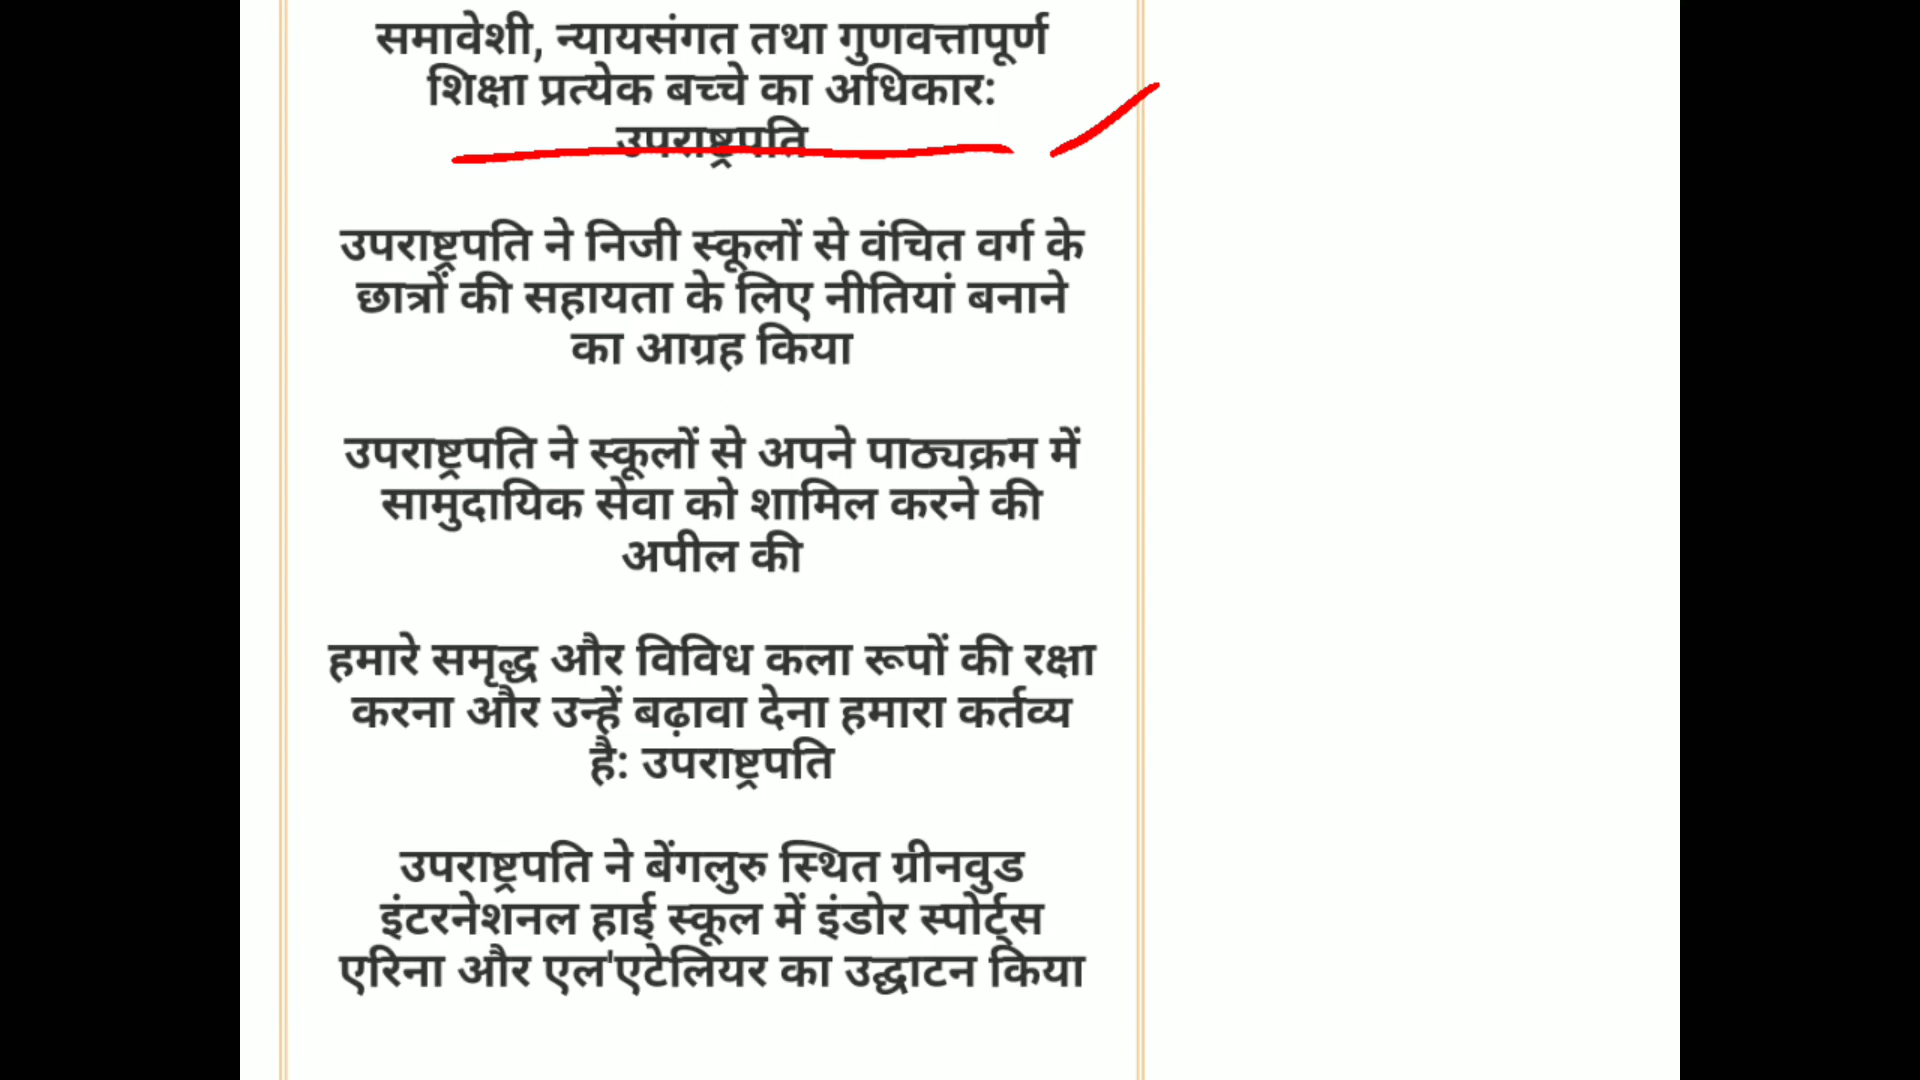 समावेशी, न्यायसंगत तथा गुणवत्तापूर्ण
शिक्षा प्रत्येक बच्चे का अधिकार:
उपराष्ट्रपति
उपराष्ट्रपति ने निजी स्कूलों से वंचित वर्ग के
छात्रों की सहायता के लिए नीतियां बनाने
का आग्रह किया
उपराष्ट्रपति ने स्कूलों से अपने पाठ्यक्रम में
सामुदायिक सेवा को शामिल करने की
अपील की
हमारे समृद्ध और विविध कला रूपों की रक्षा
करना और उन्हें बढ़ावा देना हमारा कर्तव्य
है: उपराष्ट्रपति
उपराष्ट्रपति ने बेंगलुरु स्थित ग्रीनवुड
इंटरनेशनल हाई स्कूल में इंडोर स्पोर्ट्स
एरिना और एल'एटेलियर का उद्घाटन किया